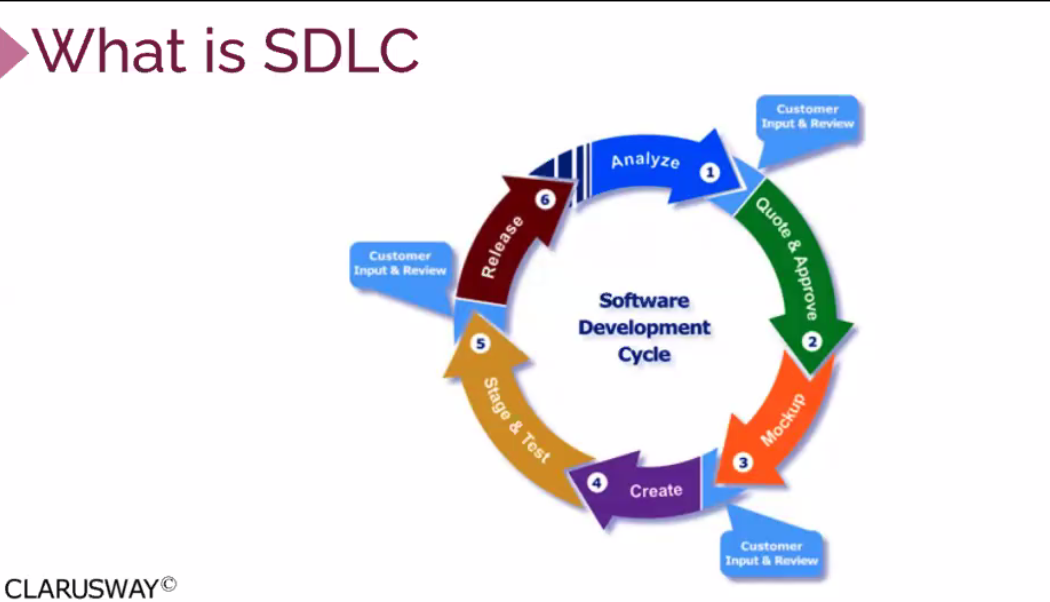 What is SDLC
Customer
Input & Review
Analyze
1
Quote & Approve
2
Mockup
3
Customer
Input & Review
Create
4
Stage & Test
5
Customer
Input & Review
Release
6
Software
Development
Cycle
CLARUSWAY©